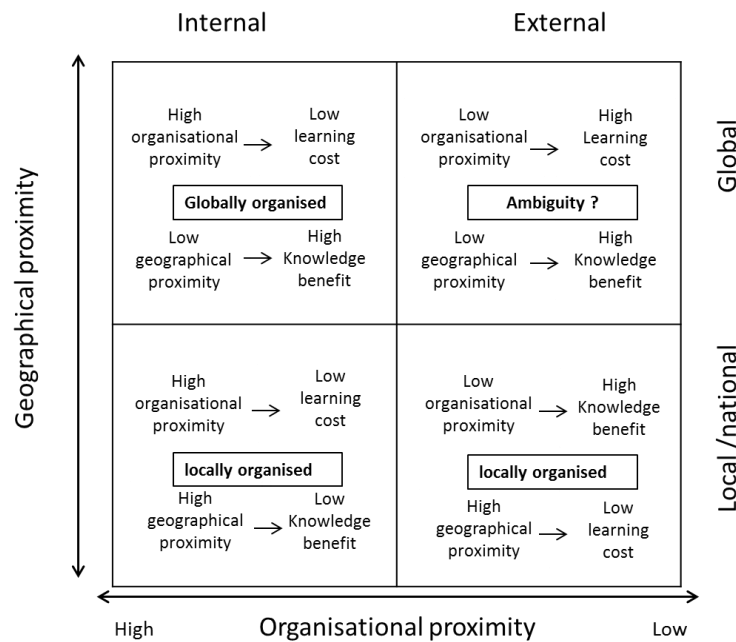 Internal
External
High
organisational
proximity
Low
learning
cost
Globally organised
Low
geographical
proximity
High
Knowledge
benefit
Low
organisational
proximity
High
Learning
cost
Ambiguity ?
Low
geographical
proximity
High
Knowledge
benefit
Global
Geographical proximity
High
organisational
proximity
Low
learning
cost
locally organised
High
geographical
proximity
Low
Knowledge
benefit
Low
organisational
proximity
High
Knowledge
benefit
locally organised
High
geographical
proximity
Low
learning
cost
Local /national
High
Organisational proximity
Low